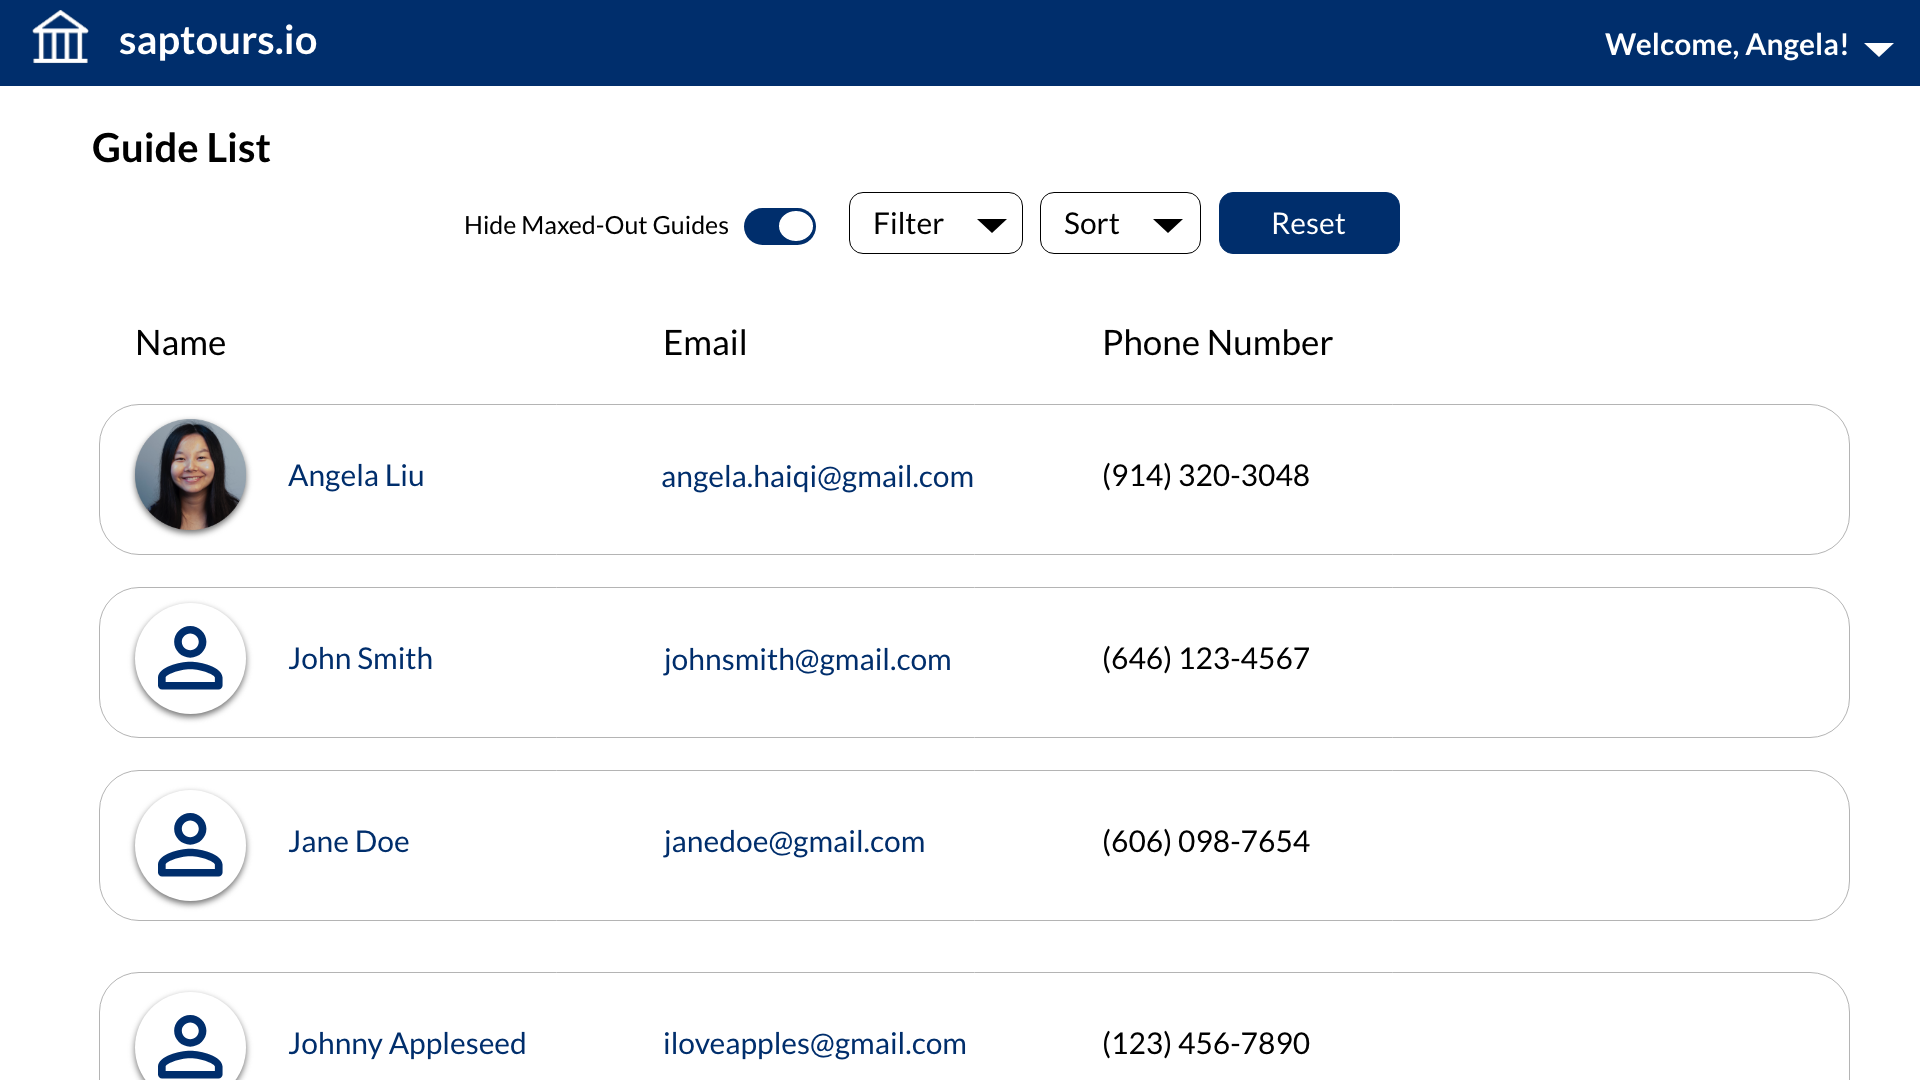 saptours.io
Welcome, Angela!
Guide List
Hide Maxed-Out Guides
Filter
Sort
Reset
Name Email Phone Number
Angela Liu angela.haiqi@gmail.com (914) 320-3048
John Smith johnsmith@gmail.com (646) 123-4567
Jane Doe janedoe@gmail.com (606) 098-7654
Johnny Appleseed iloveapples@gmail.com (123) 456-7890